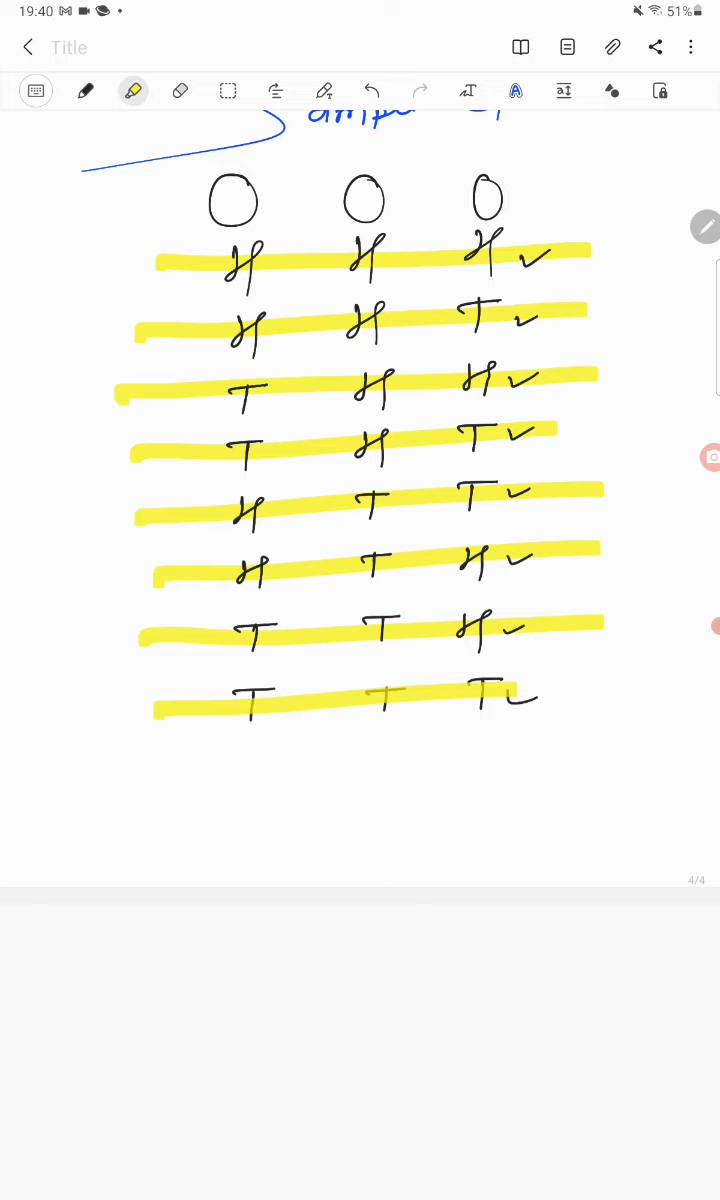 19:40 51%
Title
H H H
H H T
T H H
T H T
H T T
H T H
T T H
T T T
4/4